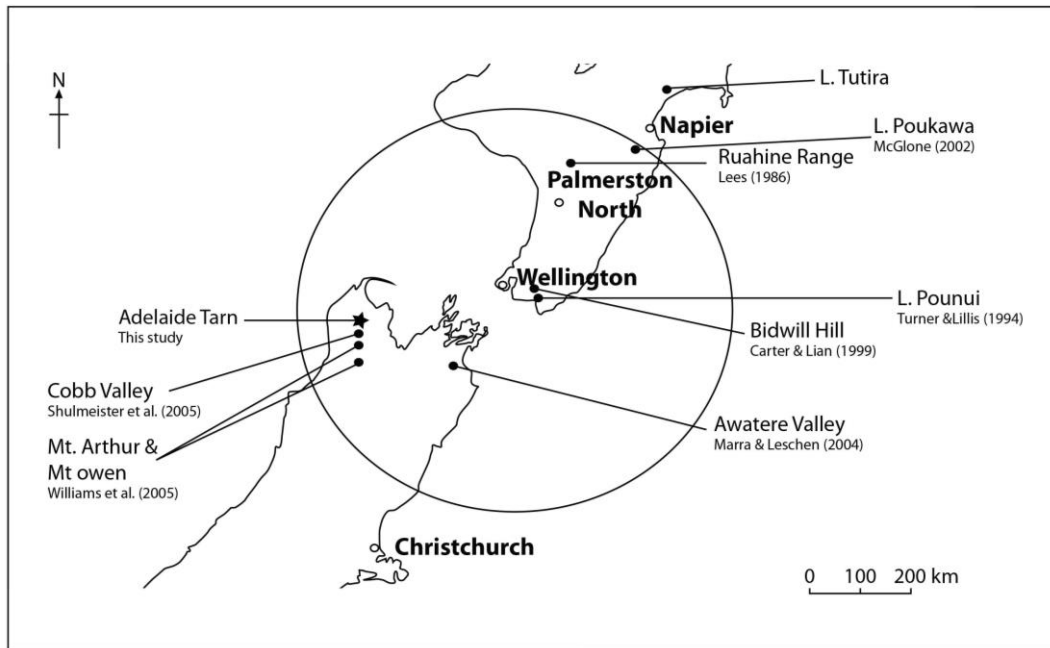 N
L. Tutira
Napier
L. Poukawa
McGlone (2002)
Ruahine Range
Lees (1986)
Palmerston
North
Wellington
L. Pounui
Turner &Lillis (1994)
Adelaide Tarn
This study
Bidwill Hill
Carter & Lian (1999)
Cobb Valley
Shulmeister et al. (2005)
Awatere Valley
Marra & Leschen (2004)
Mt. Arthur &
Mt owen
Williams et al. (2005)
Christchurch
0 100 200 km